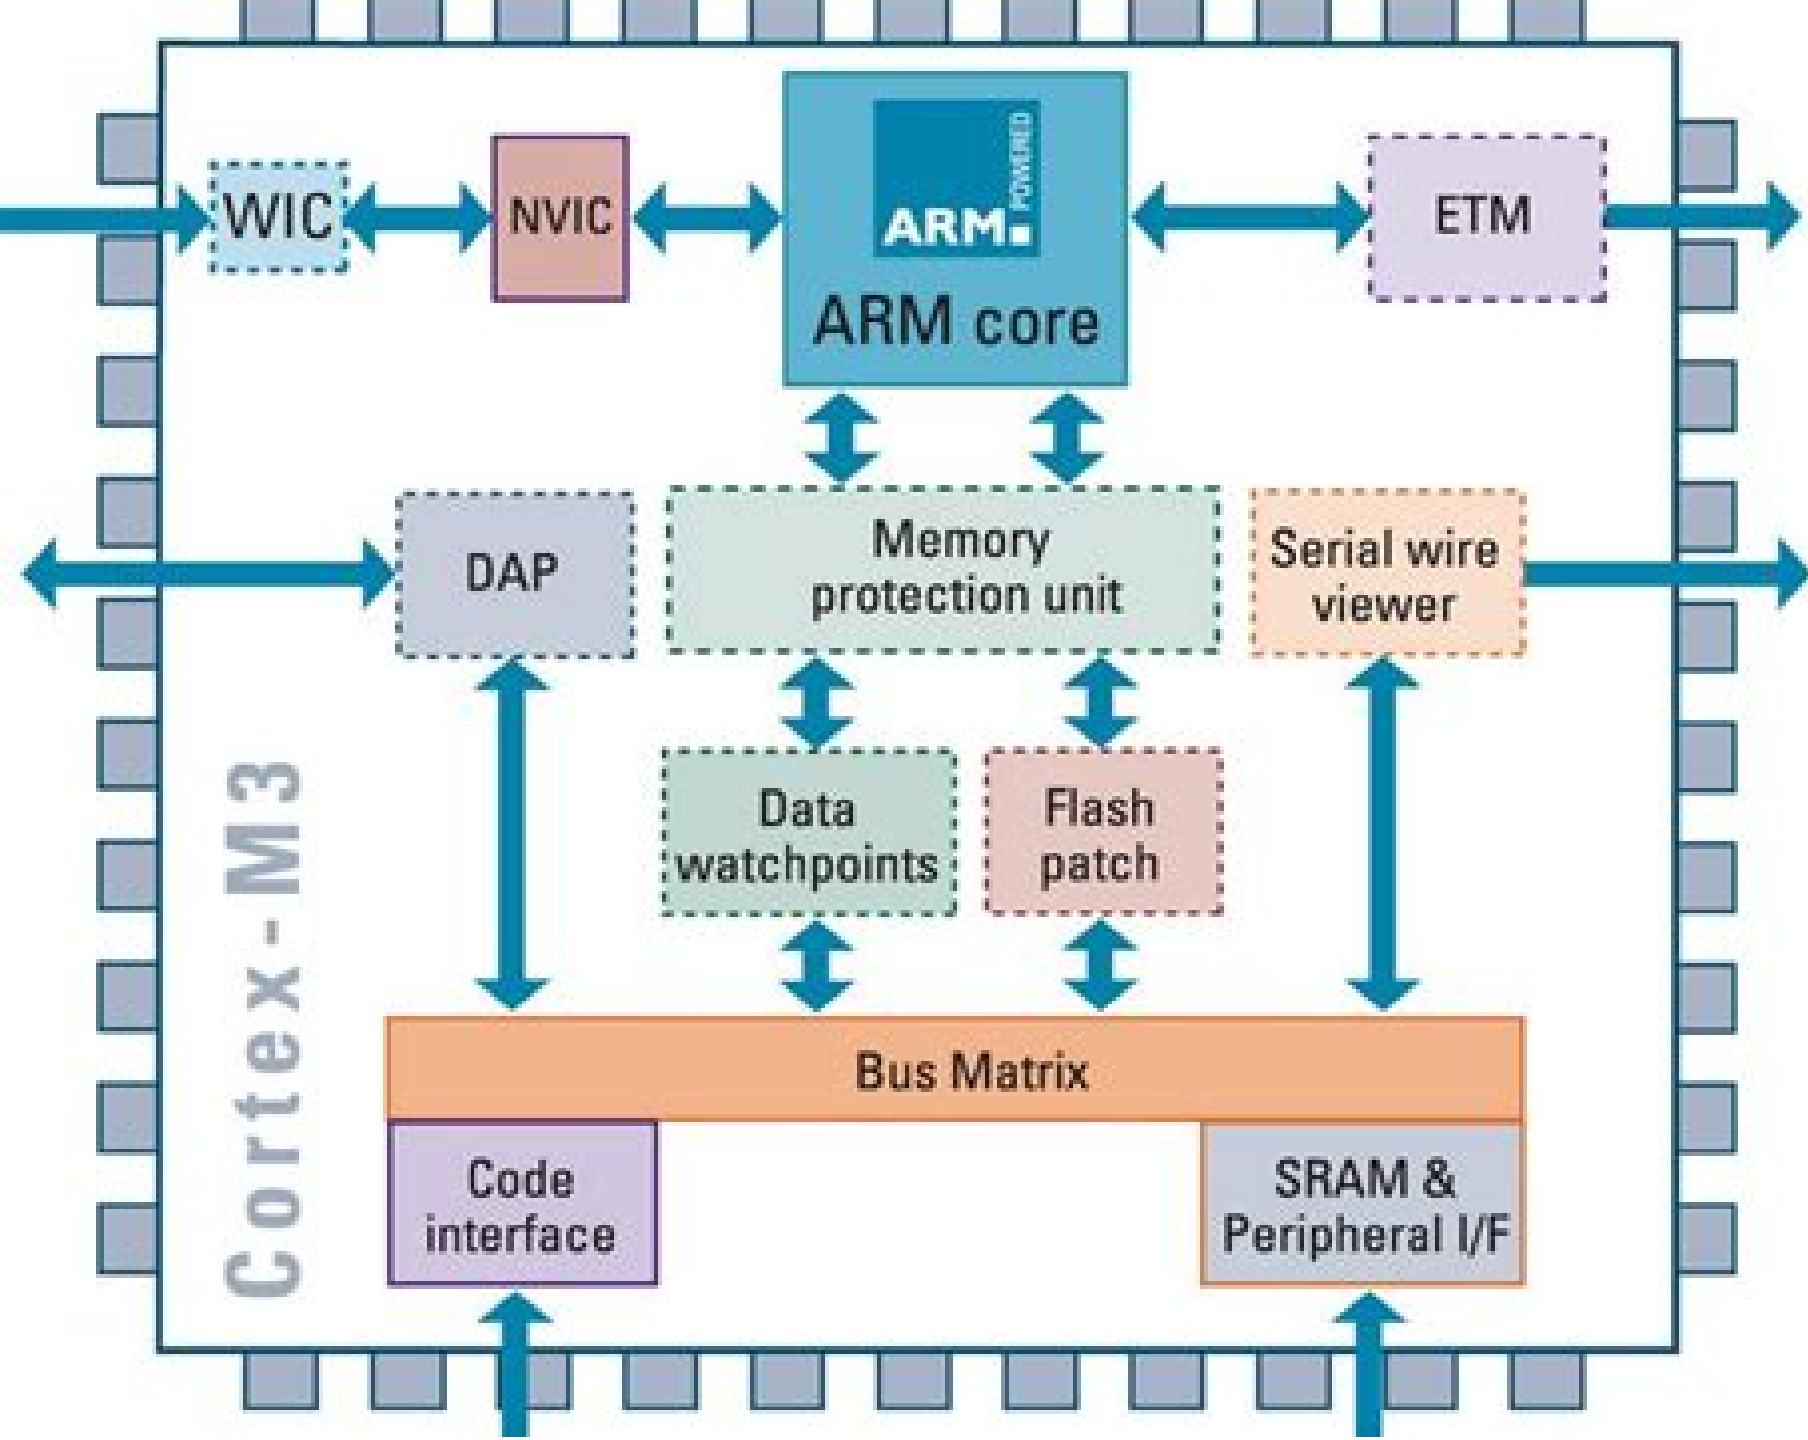 WIC
NVIC
ARM
POWERED
ARM core
ETM
DAP
Memory
protection unit
Serial wire
viewer
Data
watchpoints
Flash
patch
Bus Matrix
Code
interface
SRAM &
Peripheral I/F
Cortex-M3